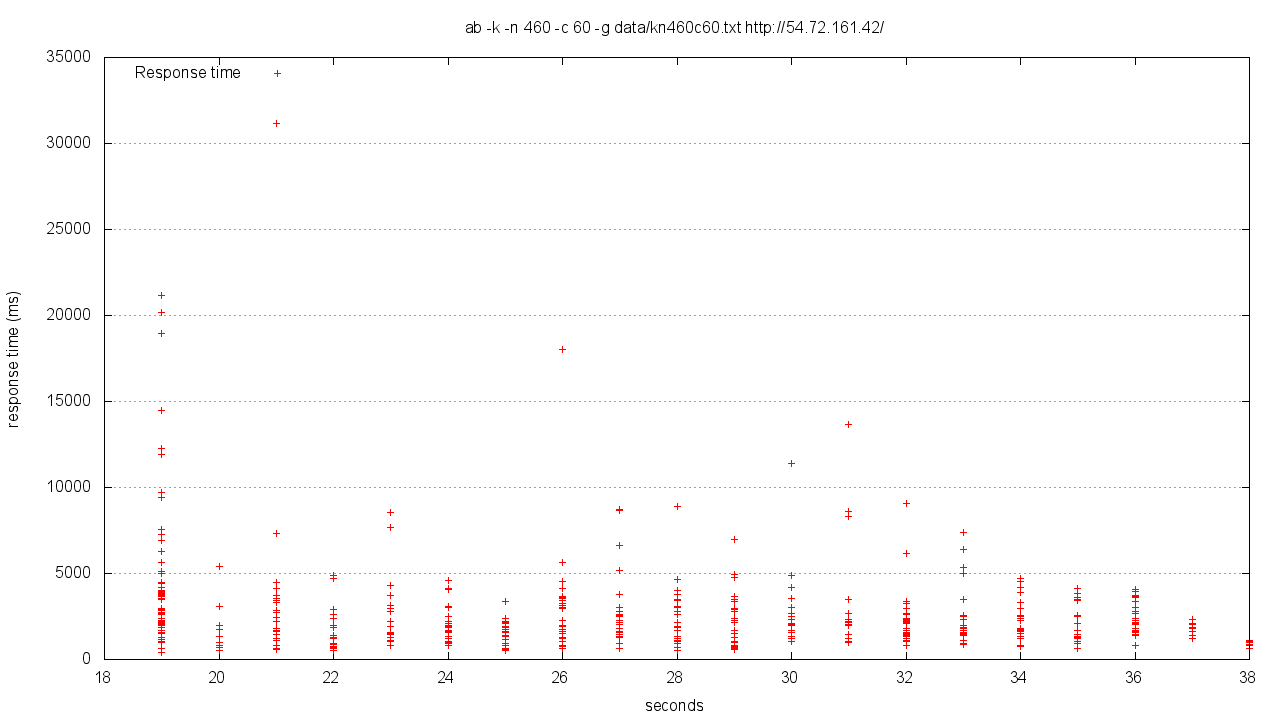 ab -k -n 460 -c 60 -g data/kn460c60.txt http://54.72.161.42/
Response time
35000
30000
25000
20000
15000
10000
5000
0
response time (ms)
18 20 22 24 26 28 30 32 34 36 38
seconds